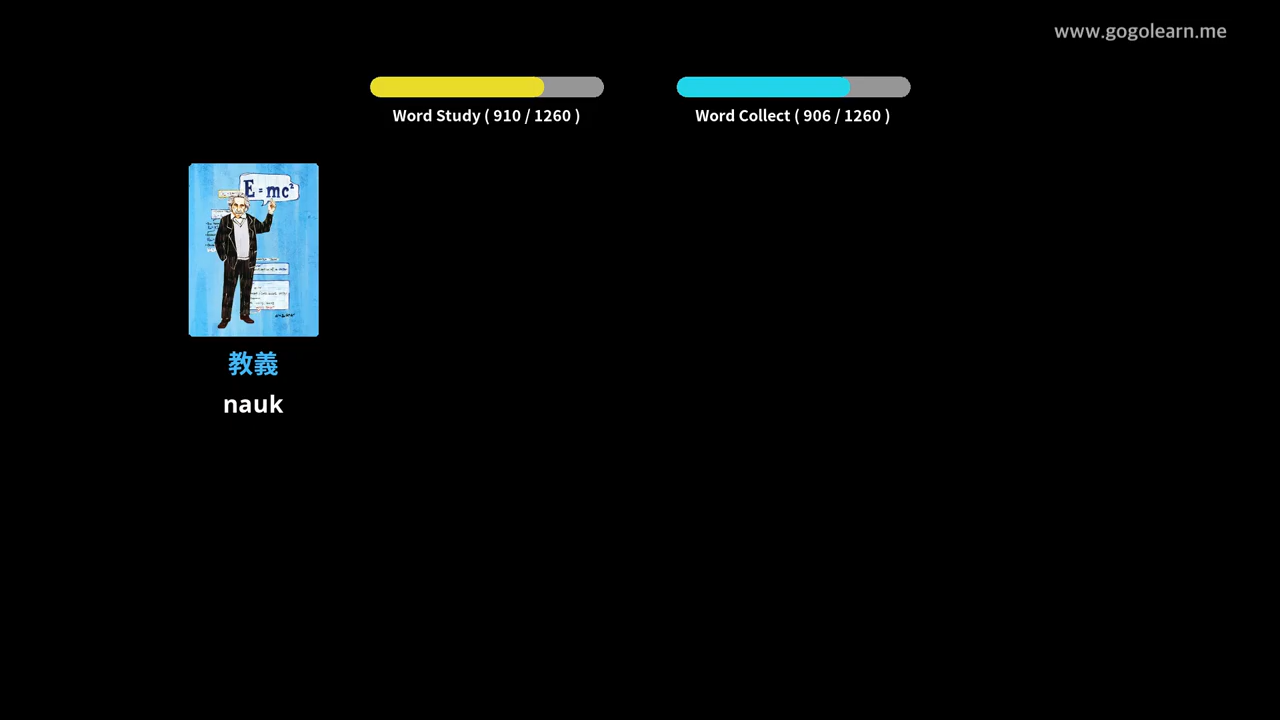 www.gogolearn.me
Word Study ( 910 / 1260 )
Word Collect ( 906 / 1260 )
E = mc²
教義
nauk